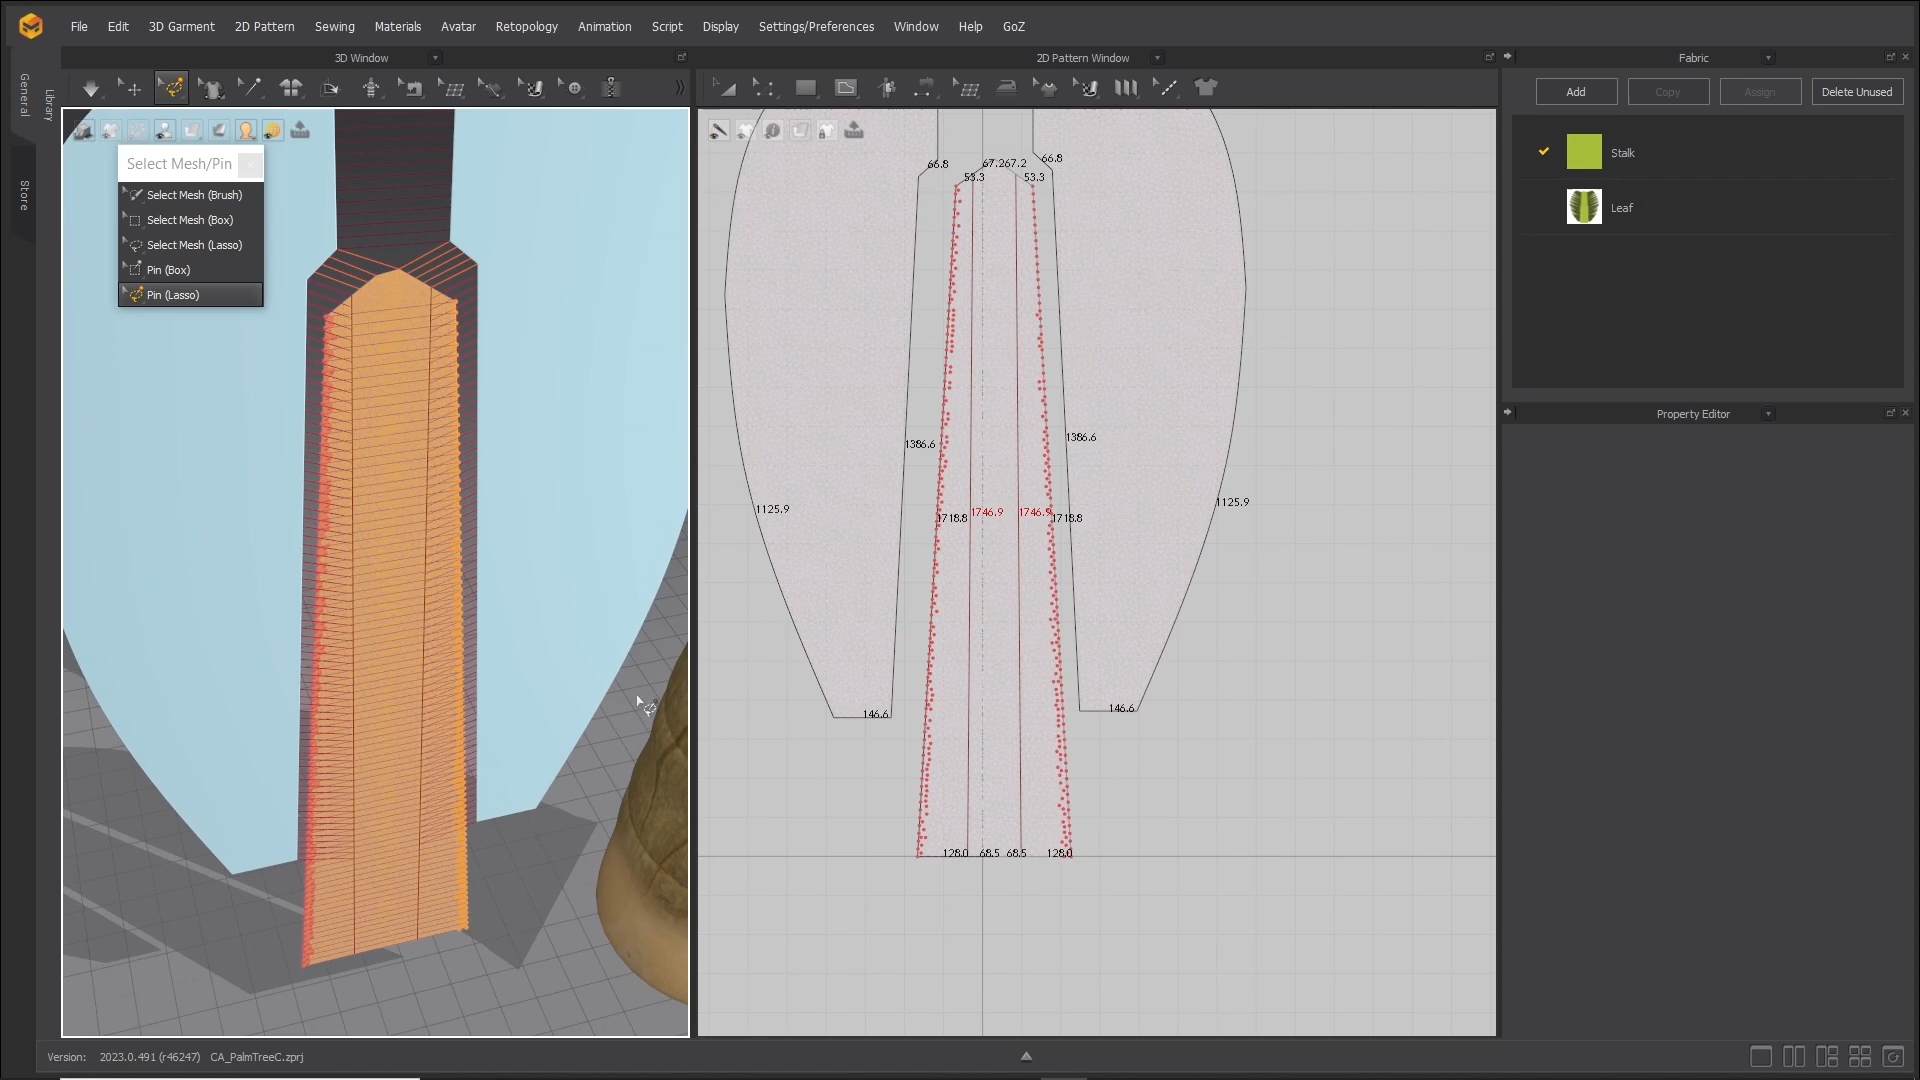 File Edit 3D Garment 2D Pattern Sewing Materials Avatar Retopology Animation Script Display Settings/Preferences Window Help GoZ
General
Library
Store
3D Window
2D Pattern Window
Fabric
Add Copy Assign Delete Unused
Stalk
Leaf
Property Editor
Select Mesh/Pin
Select Mesh (Brush)
Select Mesh (Box)
Select Mesh (Lasso)
Pin (Box)
Pin (Lasso)
66.8 67.2 67.2 66.8
53.3 53.3
1386.6 1386.6
1125.9 1718.8 1746.9 1746.9 1718.8 1125.9
146.6 146.6
128.0 68.5 68.5 128.0
Version: 2023.0.491 (r46247) CA_PalmTreeC.zprj